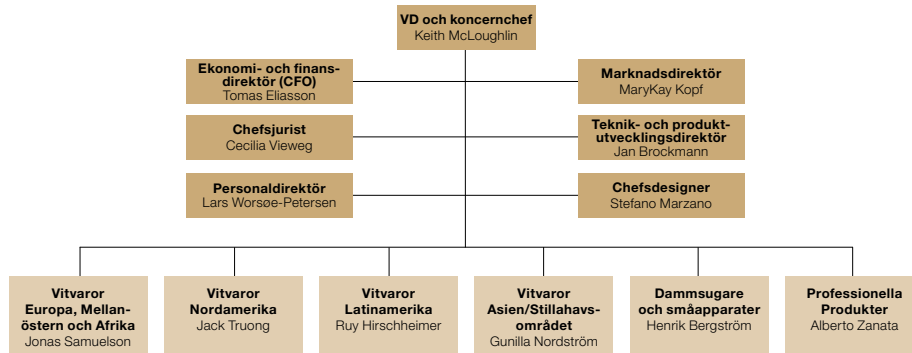 VD och koncernchef
Keith McLoughlin
Ekonomi- och finans-
direktör (CFO)
Tomas Eliasson
Marknadsdirektör
MaryKay Kopf
Chefsjurist
Cecilia Vieweg
Teknik- och produkt-
utvecklingsdirektör
Jan Brockmann
Personaldirektör
Lars Worsøe-Petersen
Chefsdesigner
Stefano Marzano
Vitvaror
Europa, Mellan-
östern och Afrika
Jonas Samuelson
Vitvaror
Nordamerika
Jack Truong
Vitvaror
Latinamerika
Ruy Hirschheimer
Vitvaror
Asien/Stillahavs-
området
Gunilla Nordström
Dammsugare
och småapparater
Henrik Bergström
Professionella
Produkter
Alberto Zanata